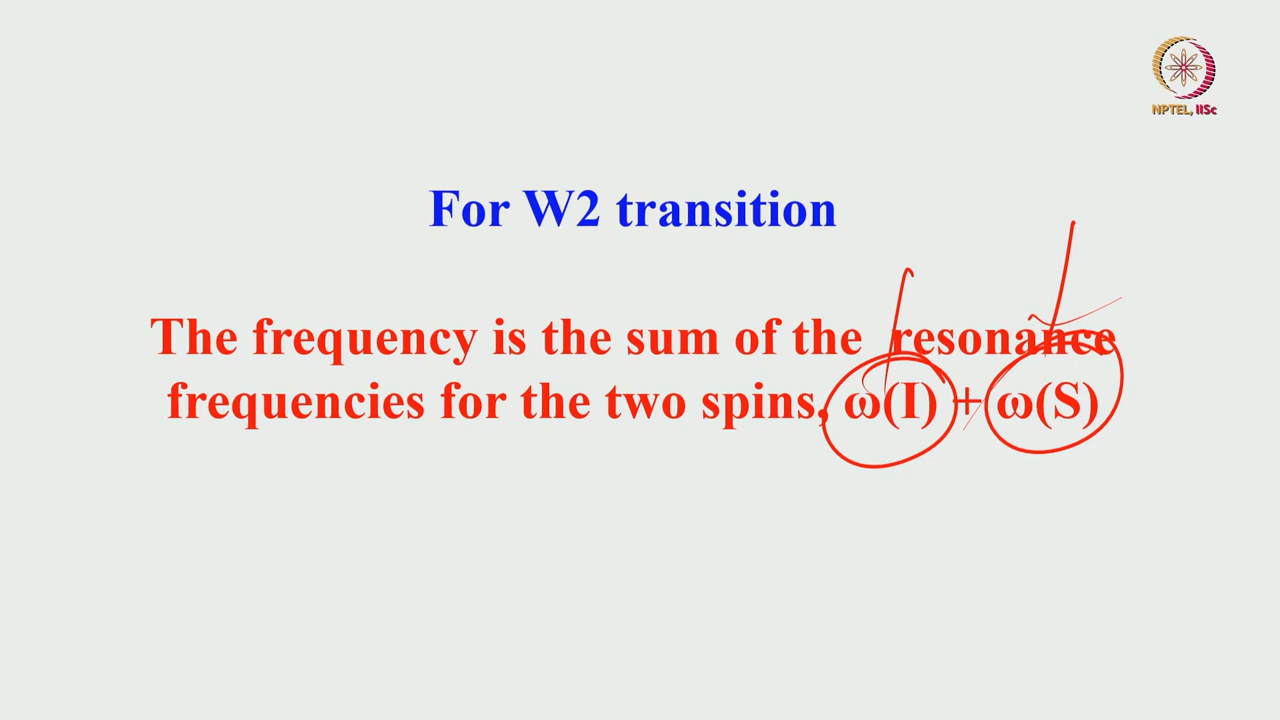 NPTEL, IISc
For W2 transition
The frequency is the sum of the resonance
frequencies for the two spins, ω(I) + ω(S)